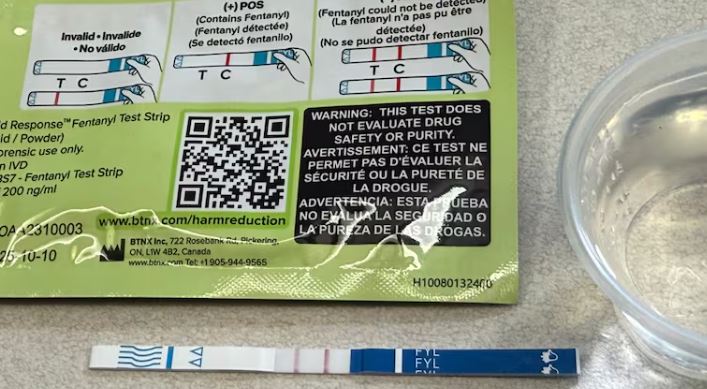 (+) POS
(Contains Fentanyl)
(Fentanyl détectée)
(Se detectó fentanilo)
(Fentanyl could not be detected)
(La fentanyl n'a pas pu être
détectée)
(No se pudo detectar fentanilo)
Invalid • Invalide
• No válido
T C
T C
T C
Response™ Fentanyl Test Strip
/ Powder)
use only.
IVD
- Fentanyl Test Strip
200 ng/ml
10-10
www.btnx.com/harmreduction
BTNX Inc, 722 Rosebank Rd, Pickering,
ON, L1W 4B2, Canada
www.btnx.com Tel: +1 905-944-9565
WARNING: THIS TEST DOES
NOT EVALUATE DRUG
SAFETY OR PURITY.
AVERTISSEMENT: CE TEST NE
PERMET PAS D'ÉVALUER LA
SÉCURITÉ OU LA PURETÉ DE
LA DROGUE.
ADVERTENCIA: ESTA PRUEBA
NO EVALÚA LA SEGURIDAD O
LA PUREZA DE LAS DROGAS.
FYL
FYL
FYL